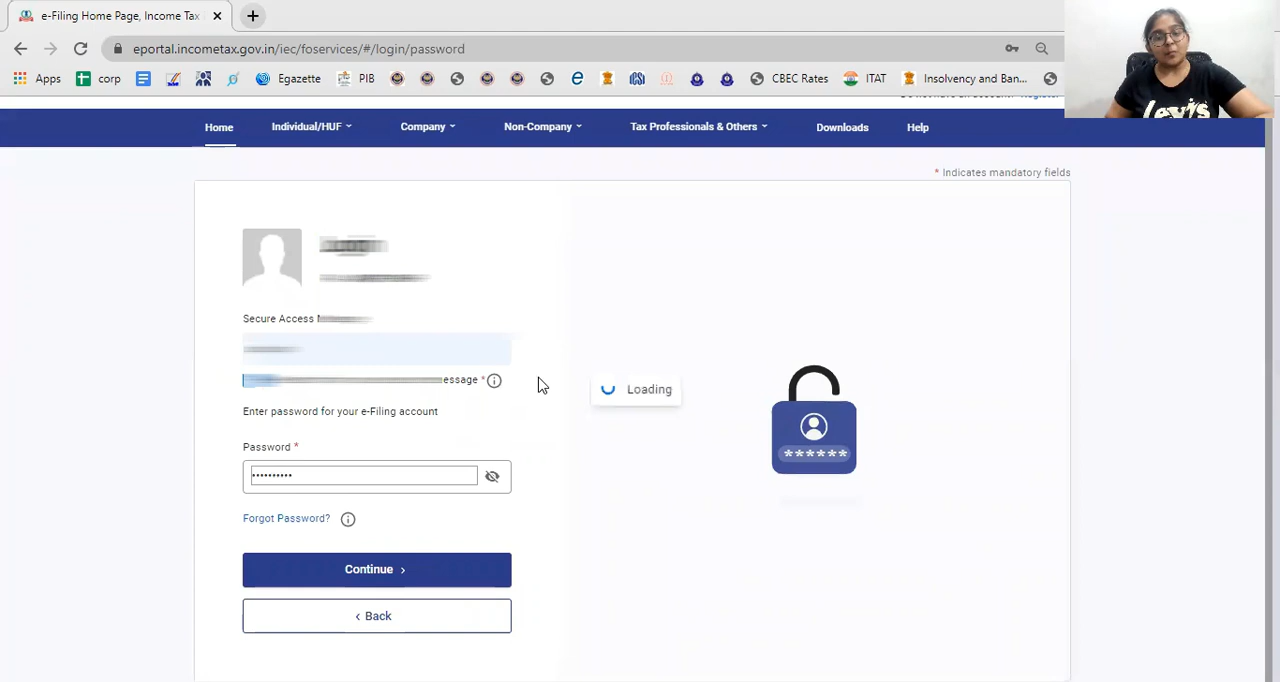 e-Filing Home Page, Income Tax
eportal.incometax.gov.in/iec/foservices/#/login/password
Apps corp Egazette PIB CBEC Rates ITAT Insolvency and Ban...
Home Individual/HUF Company Non-Company Tax Professionals & Others Downloads Help
* Indicates mandatory fields
Secure Access
essage *
Enter password for your e-Filing account
Loading
Password *
••••••••••
******
Forgot Password?
Continue ›
‹ Back
Levi's